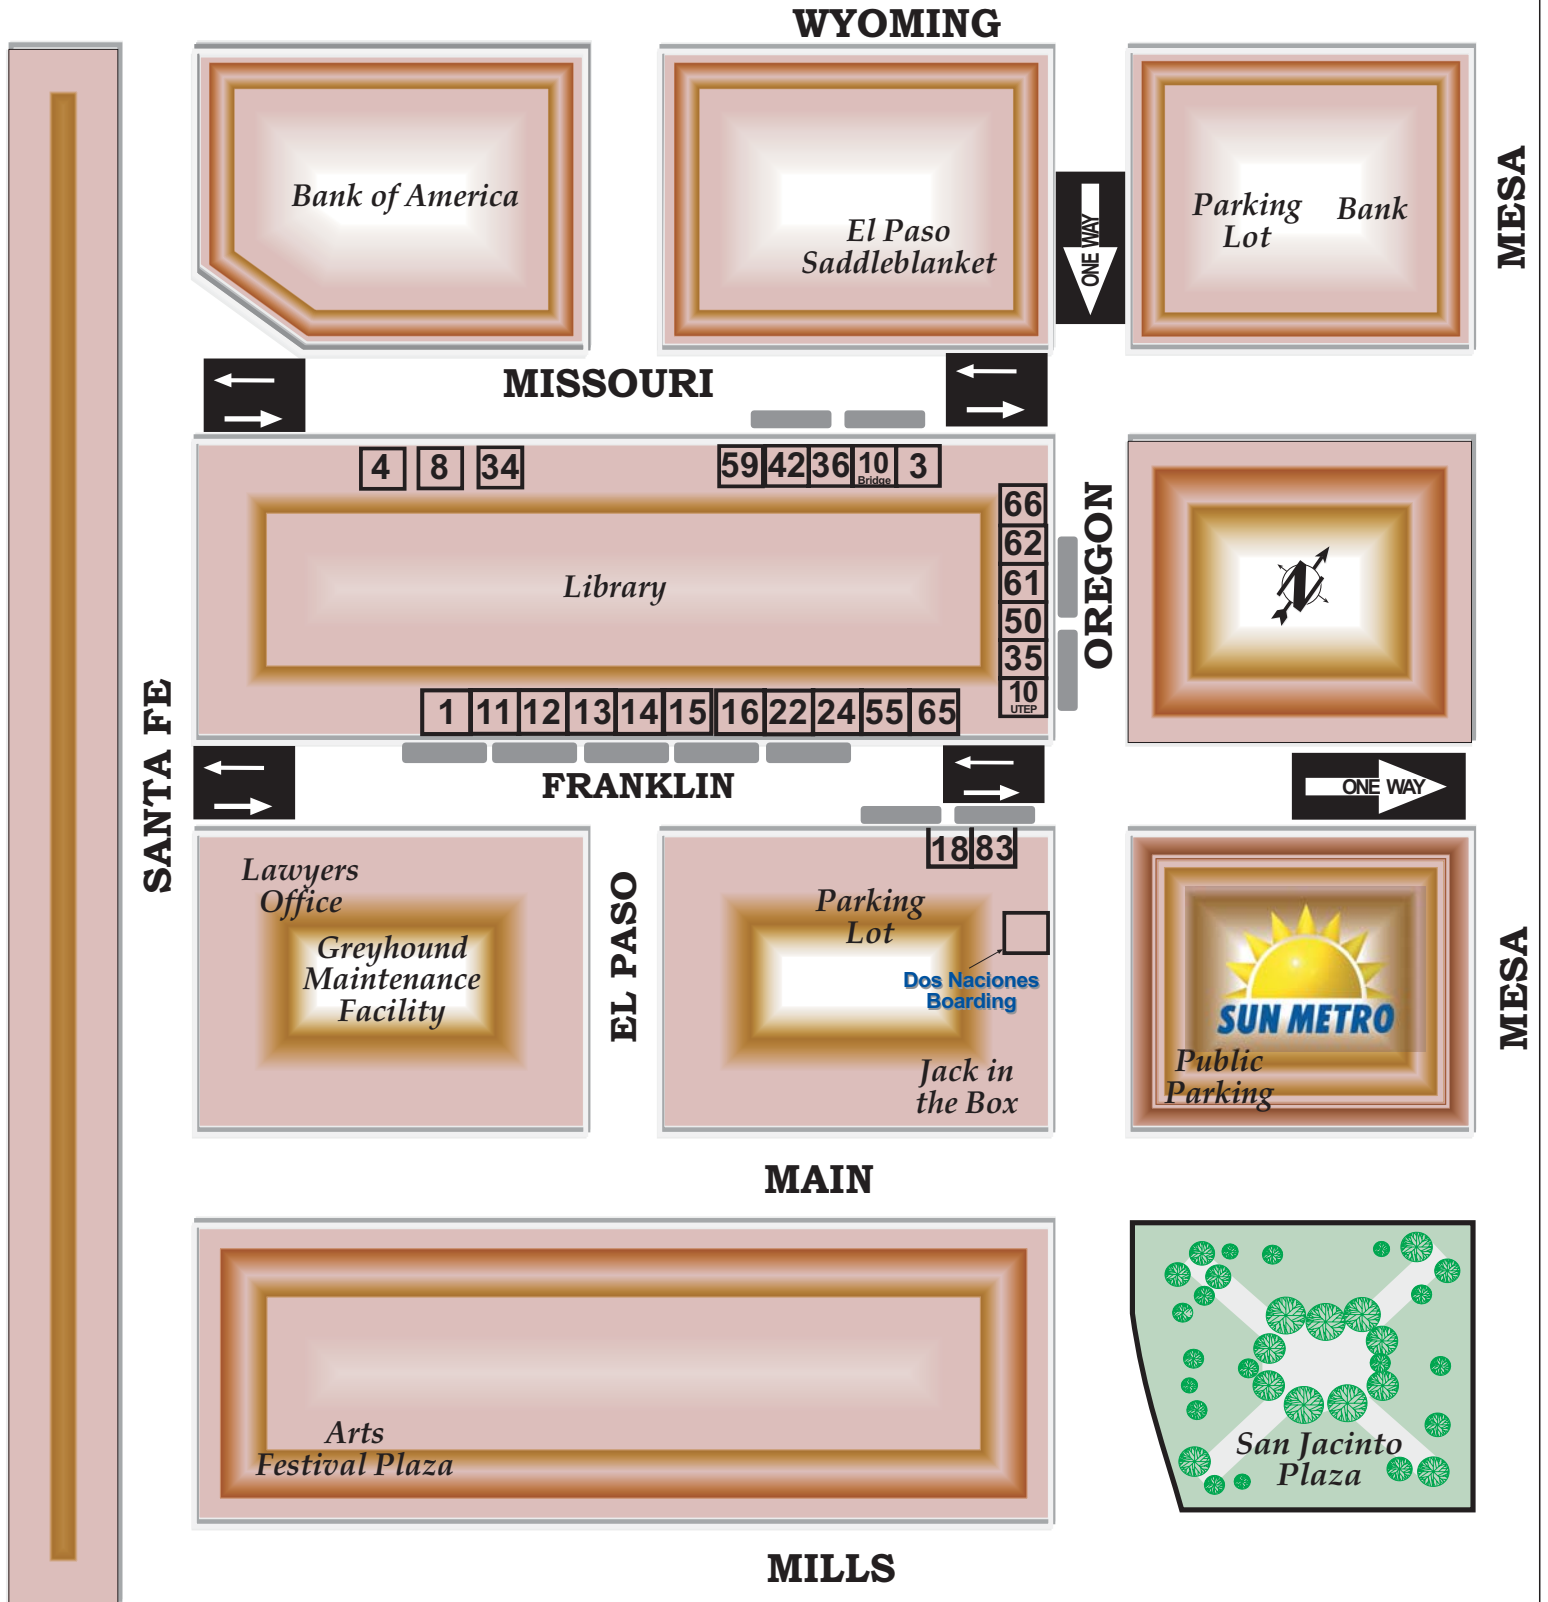 WYOMING
Bank of America
El Paso
Saddleblanket
ONE WAY
Parking
Lot
Bank
MESA
MISSOURI
4 8 34 59 42 36 10 3
Bridge
66
62
61
50
35
10
UTEP
OREGON
Library
N
1 11 12 13 14 15 16 22 24 55 65
SANTA FE
FRANKLIN
ONE WAY
Lawyers
Office
Greyhound
Maintenance
Facility
EL PASO
18 83
Parking
Lot
Dos Naciones
Boarding
Jack in
the Box
SUN METRO
Public
Parking
MESA
MAIN
Arts
Festival Plaza
San Jacinto
Plaza
MILLS